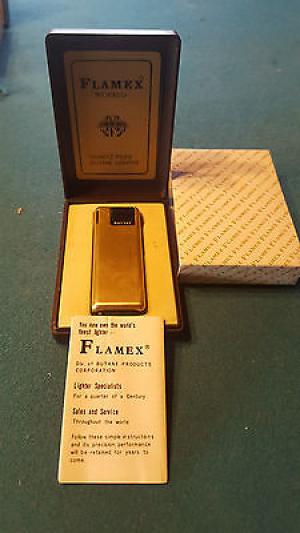 FLAMEX®
You now own the world's
finest lighter -
FLAMEX®
Div. of BUTANE PRODUCTS
CORPORATION
Lighter Specialists
For a quarter of a Century
Sales and Service
Throughout the world
Follow these simple instructions
and its precision performance
will be retained for years to
come.
FLAMEX